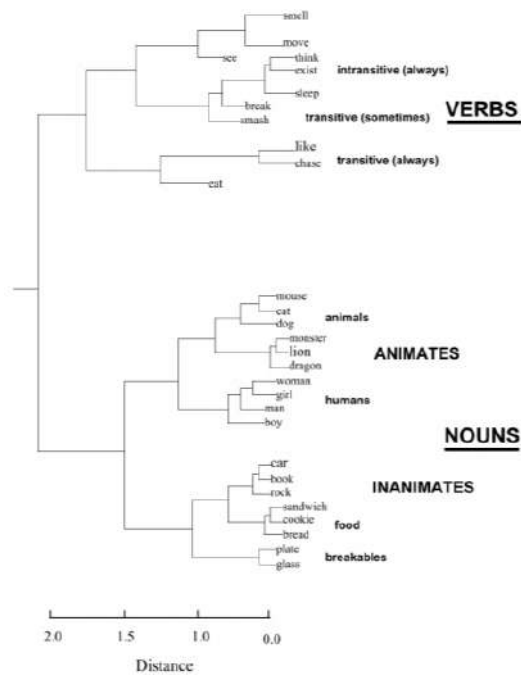 smell
move
see
think
exist
intransitive (always)
sleep
break
smash
transitive (sometimes)
VERBS
like
chase
transitive (always)
eat
mouse
cat
dog
animals
monster
lion
dragon
ANIMATES
woman
girl
man
boy
humans
NOUNS
car
book
rock
INANIMATES
sandwich
cookie
bread
food
plate
glass
breakables
2.0 1.5 1.0 0.0
Distance